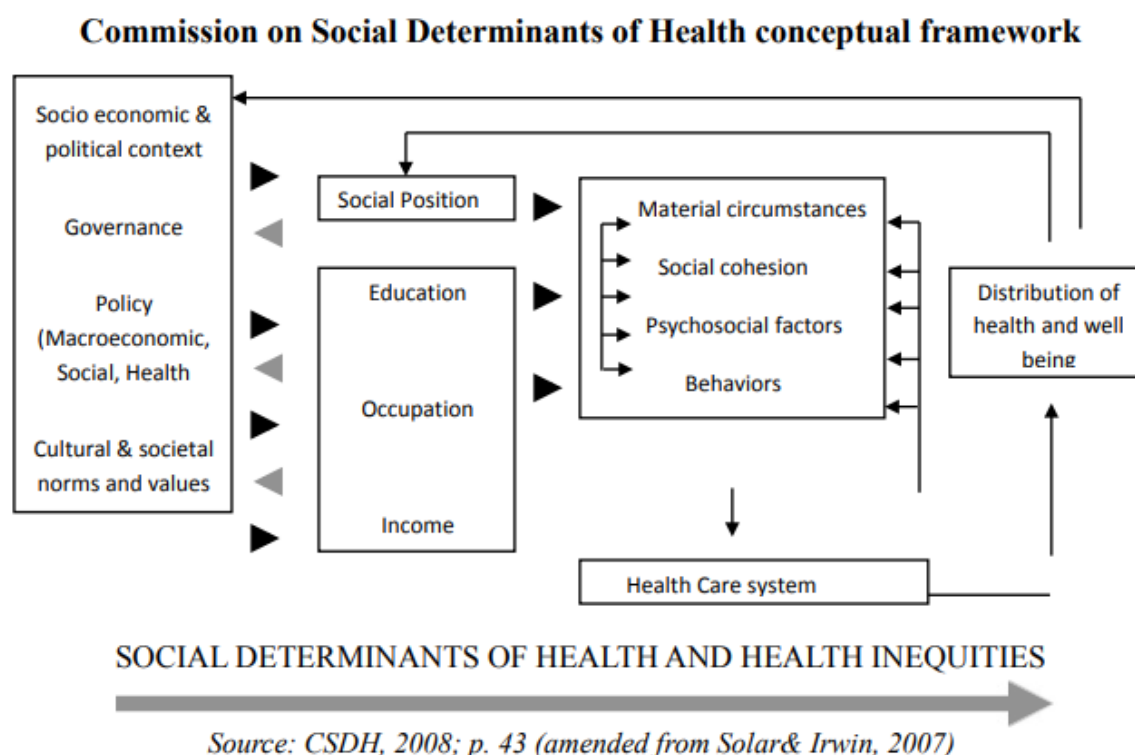 Commission on Social Determinants of Health conceptual framework
Socio economic &
political context
Governance
Policy
(Macroeconomic,
Social, Health
Cultural & societal
norms and values
Social Position
Education
Occupation
Income
Material circumstances
Social cohesion
Psychosocial factors
Behaviors
Distribution of
health and well
being
Health Care system
SOCIAL DETERMINANTS OF HEALTH AND HEALTH INEQUITIES
Source: CSDH, 2008; p. 43 (amended from Solar& Irwin, 2007)